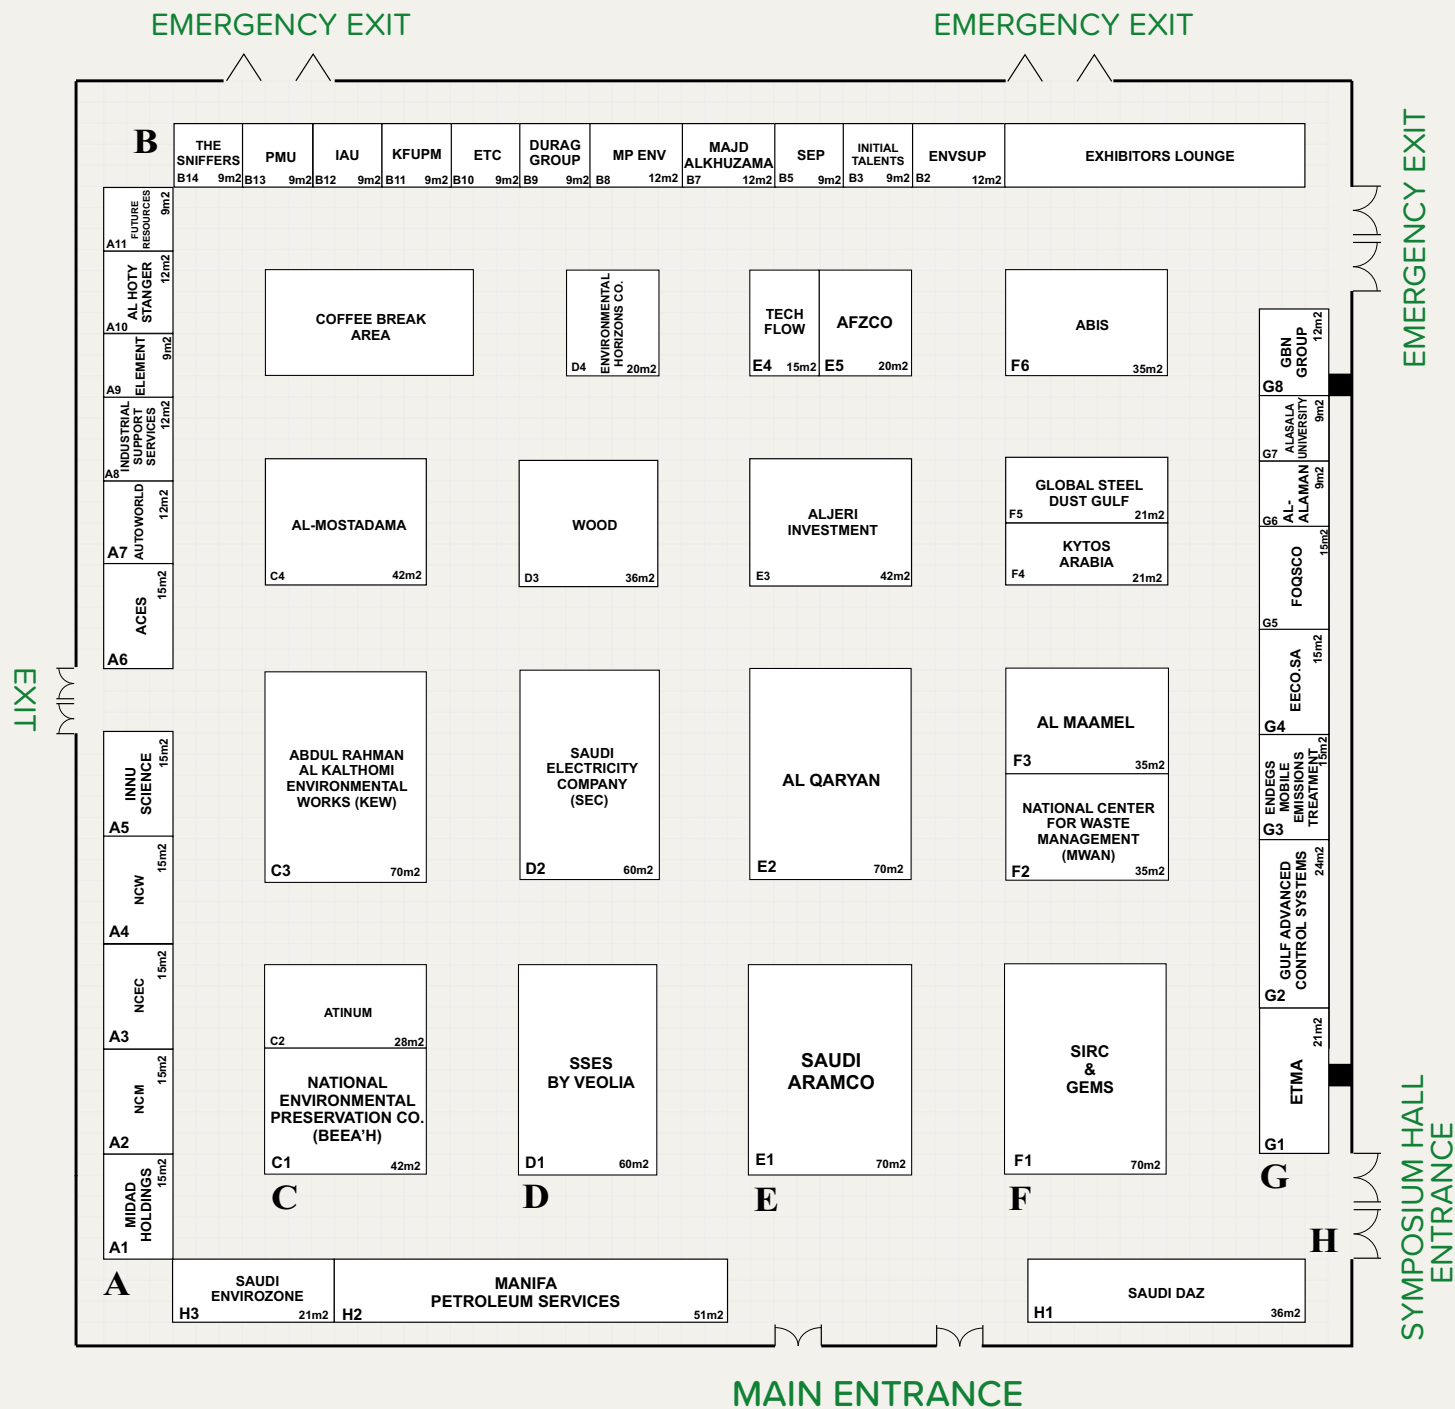 EMERGENCY EXIT
EMERGENCY EXIT
EMERGENCY EXIT
EXIT
SYMPOSIUM HALL
ENTRANCE
MAIN ENTRANCE
B
THE
SNIFFERS
B14 9m2
PMU
B13 9m2
IAU
B12 9m2
KFUPM
B11 9m2
ETC
B10 9m2
DURAG
GROUP
B9 9m2
MP ENV
B8 12m2
MAJD
ALKHUZAMA
B7 12m2
SEP
B5 9m2
INITIAL
TALENTS
B3 9m2
ENVSUP
B2 12m2
EXHIBITORS LOUNGE
FUTURE
RESOURCES
A11 9m2
AL HOTY
STANGER
A10 12m2
ELEMENT
A9 9m2
INDUSTRIAL
SUPPORT
SERVICES
A8 12m2
AUTOWORLD
A7 12m2
ACES
A6 15m2
INNU
SCIENCE
A5 15m2
NCW
A4 15m2
NCEC
A3 15m2
NCM
A2 15m2
MIDAD
HOLDINGS
A1 15m2
A
COFFEE BREAK
AREA
AL-MOSTADAMA
C4 42m2
ABDUL RAHMAN
AL KALTHOMI
ENVIRONMENTAL
WORKS (KEW)
C3 70m2
ATINUM
C2 28m2
NATIONAL
ENVIRONMENTAL
PRESERVATION CO.
(BEEA'H)
C1 42m2
C
ENVIRONMENTAL
HORIZONS CO.
D4 20m2
WOOD
D3 36m2
SAUDI
ELECTRICITY
COMPANY
(SEC)
D2 60m2
SSES
BY VEOLIA
D1 60m2
D
TECH
FLOW
E4 15m2
AFZCO
E5 20m2
ALJERI
INVESTMENT
E3 42m2
AL QARYAN
E2 70m2
SAUDI
ARAMCO
E1 70m2
E
ABIS
F6 35m2
GLOBAL STEEL
DUST GULF
F5 21m2
KYTOS
ARABIA
F4 21m2
AL MAAMEL
F3 35m2
NATIONAL CENTER
FOR WASTE
MANAGEMENT
(MWAN)
F2 35m2
SIRC
&
GEMS
F1 70m2
F
GBN
GROUP
G8 12m2
ALASALA
UNIVERSITY
G7 9m2
AL-
ALAMAN
G6 9m2
FOQSCO
G5 15m2
EECO.SA
G4 15m2
ENDEGS
MOBILE
EMISSIONS
TREATMENT
G3 15m2
GULF ADVANCED
CONTROL SYSTEMS
G2 24m2
ETMA
G1 21m2
G
H
SAUDI
ENVIROZONE
H3 21m2
MANIFA
PETROLEUM SERVICES
H2 51m2
SAUDI DAZ
H1 36m2